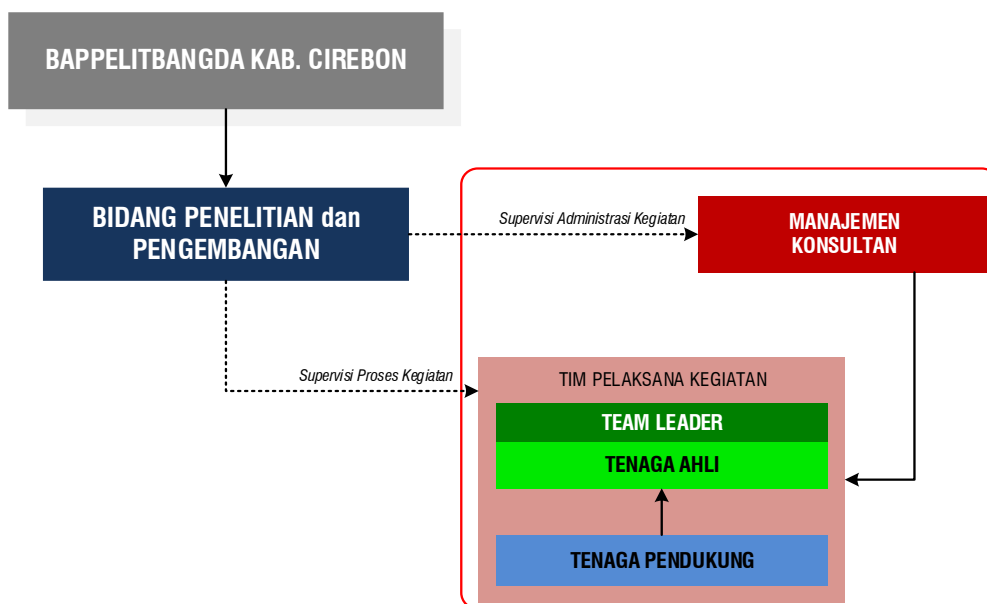 BAPPELITBANGDA KAB. CIREBON
BIDANG PENELITIAN dan
PENGEMBANGAN
Supervisi Administrasi Kegiatan
MANAJEMEN
KONSULTAN
Supervisi Proses Kegiatan
TIM PELAKSANA KEGIATAN
TEAM LEADER
TENAGA AHLI
TENAGA PENDUKUNG